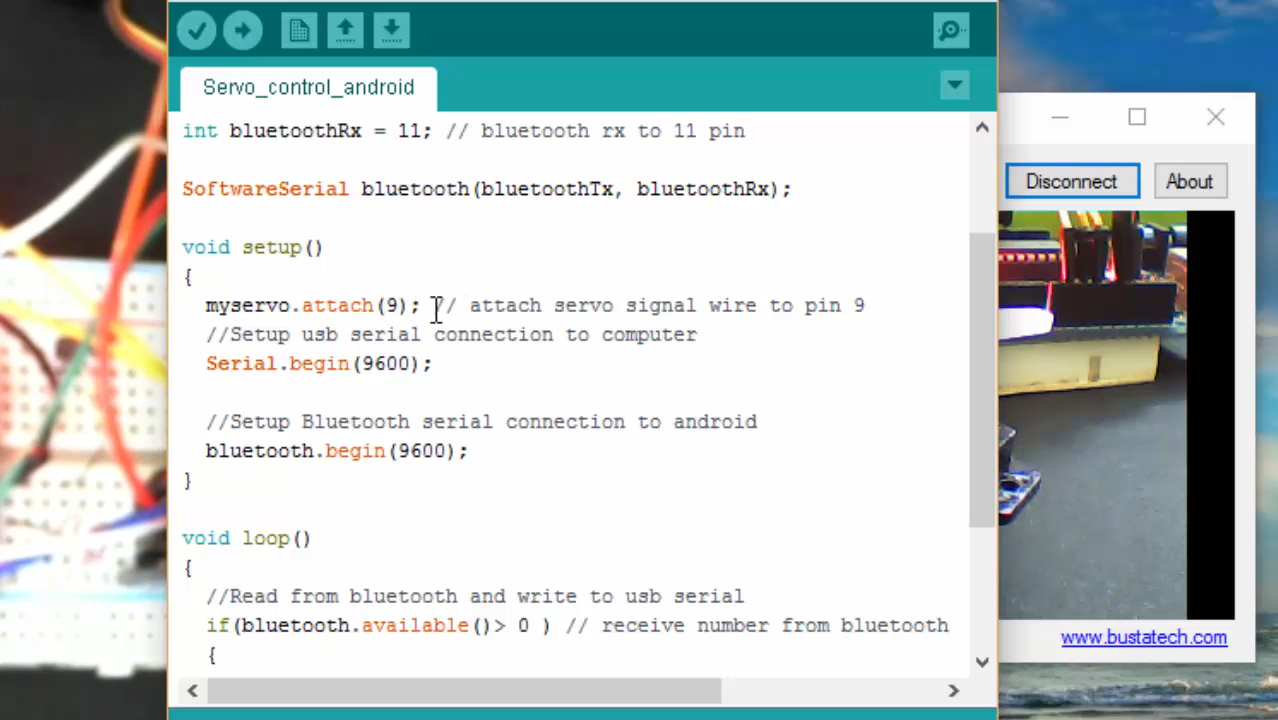 Servo_control_android
int bluetoothRx = 11; // bluetooth rx to 11 pin
SoftwareSerial bluetooth(bluetoothTx, bluetoothRx);
void setup()
{
myservo.attach(9); // attach servo signal wire to pin 9
//Setup usb serial connection to computer
Serial.begin(9600);
//Setup Bluetooth serial connection to android
bluetooth.begin(9600);
}
void loop()
{
//Read from bluetooth and write to usb serial
if(bluetooth.available()> 0 ) // receive number from bluetooth
{
Disconnect
About
www.bustatech.com